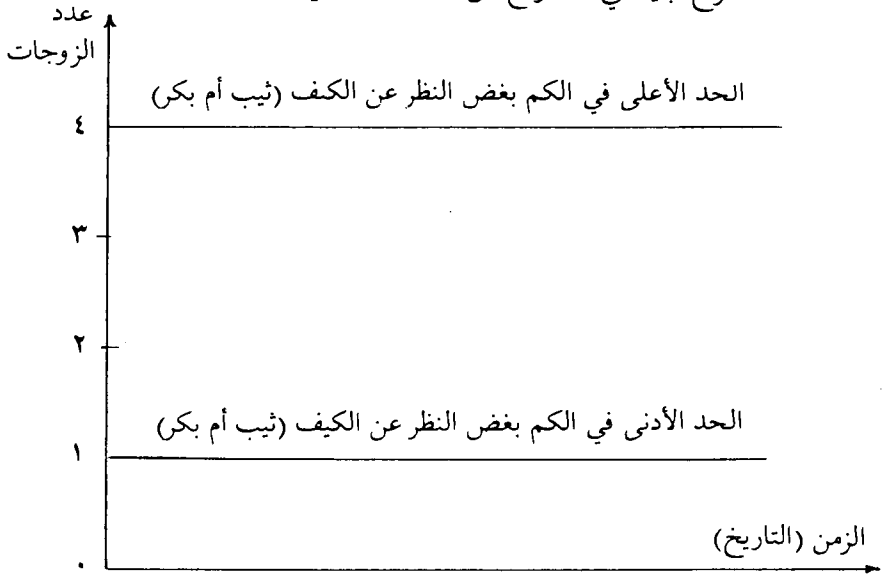 عدد
الزوجات
الحد الأعلى في الكم بغض النظر عن الكيف (ثيب أم بكر)
٤
٣
٢
الحد الأدنى في الكم بغض النظر عن الكيف (ثيب أم بكر)
١
الزمن (التاريخ)
٠